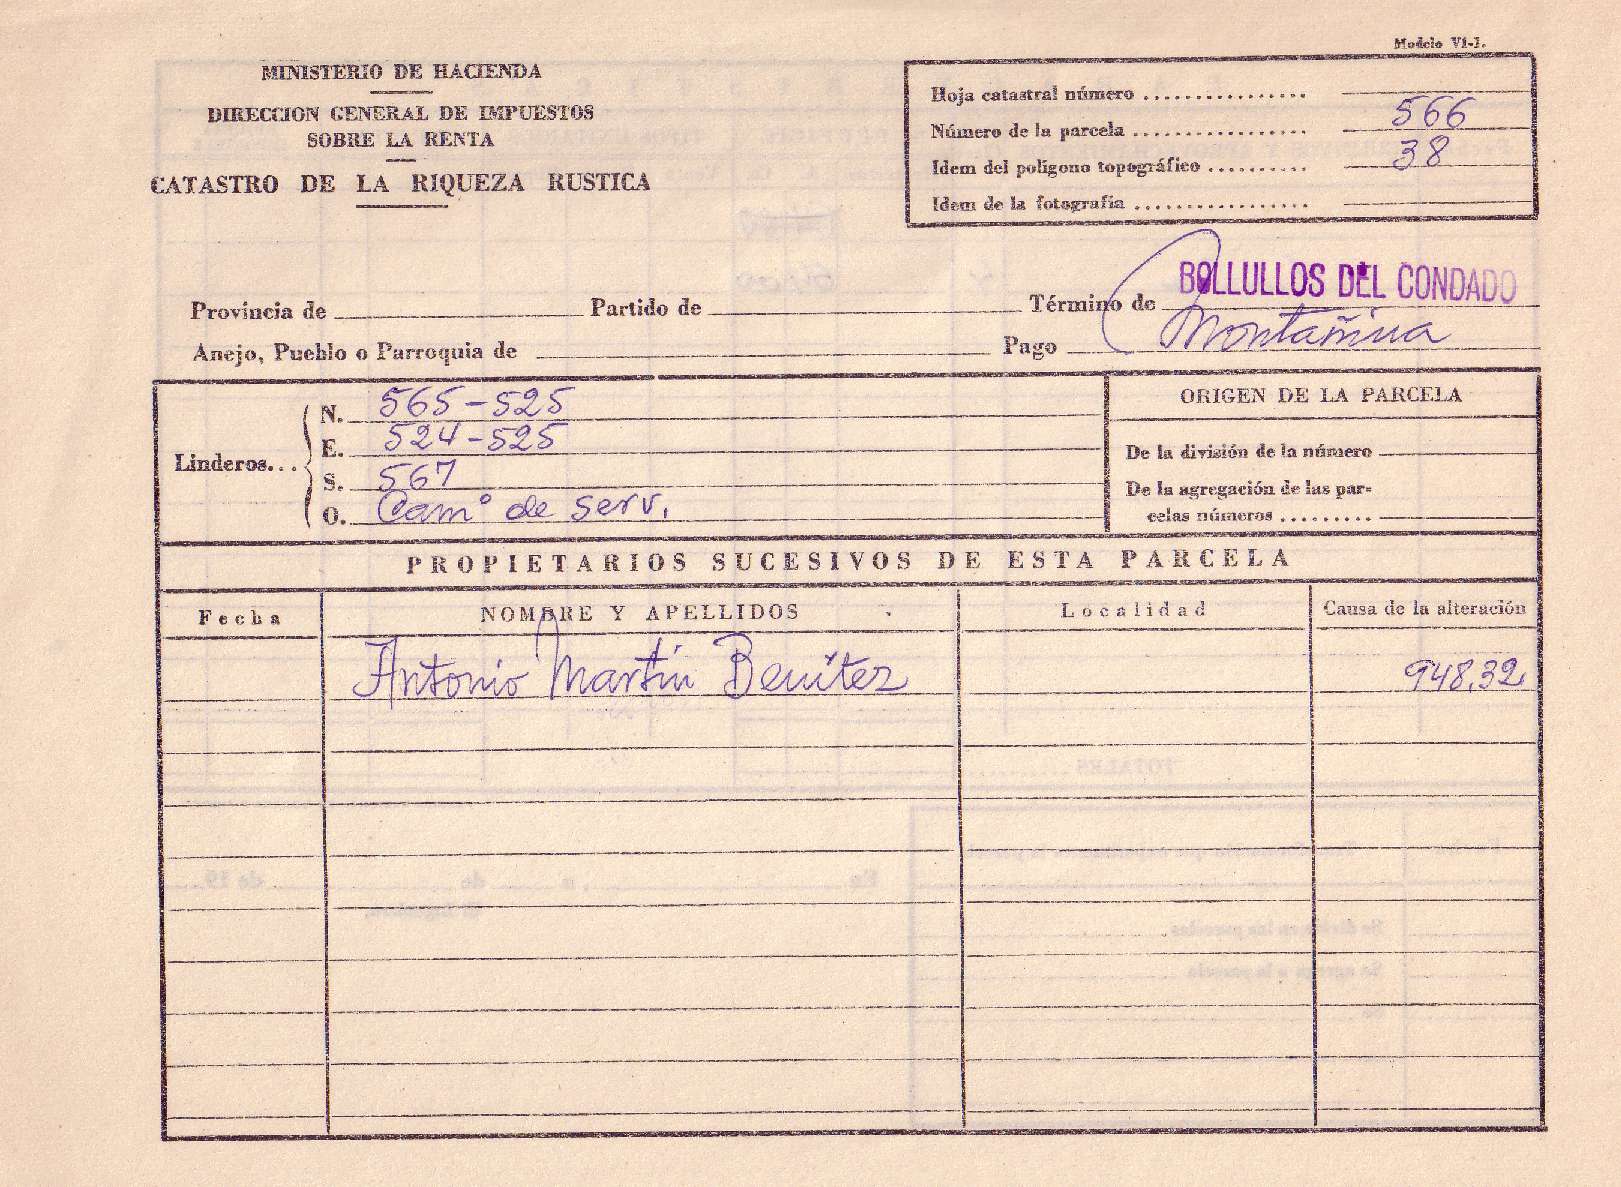 Modelo VI-1.
MINISTERIO DE HACIENDA
DIRECCION GENERAL DE IMPUESTOS
SOBRE LA RENTA
CATASTRO DE LA RIQUEZA RUSTICA
Hoja catastral número ................
Número de la parcela ................. 566
Idem del polígono topográfico .......... 38
Idem de la fotografía .................
Provincia de Partido de Término de BOLLULLOS DEL CONDADO
Anejo, Pueblo o Parroquia de Pago Montañina
Linderos...
N. 565-525
E. 524-525
S. 567
O. Camº de serv.
ORIGEN DE LA PARCELA
De la división de la número
De la agregación de las par-
celas números .........
PROPIETARIOS SUCESIVOS DE ESTA PARCELA
Fecha NOMBRE Y APELLIDOS Localidad Causa de la alteración
Antonio Martín Benítez 948,32
TOTALES